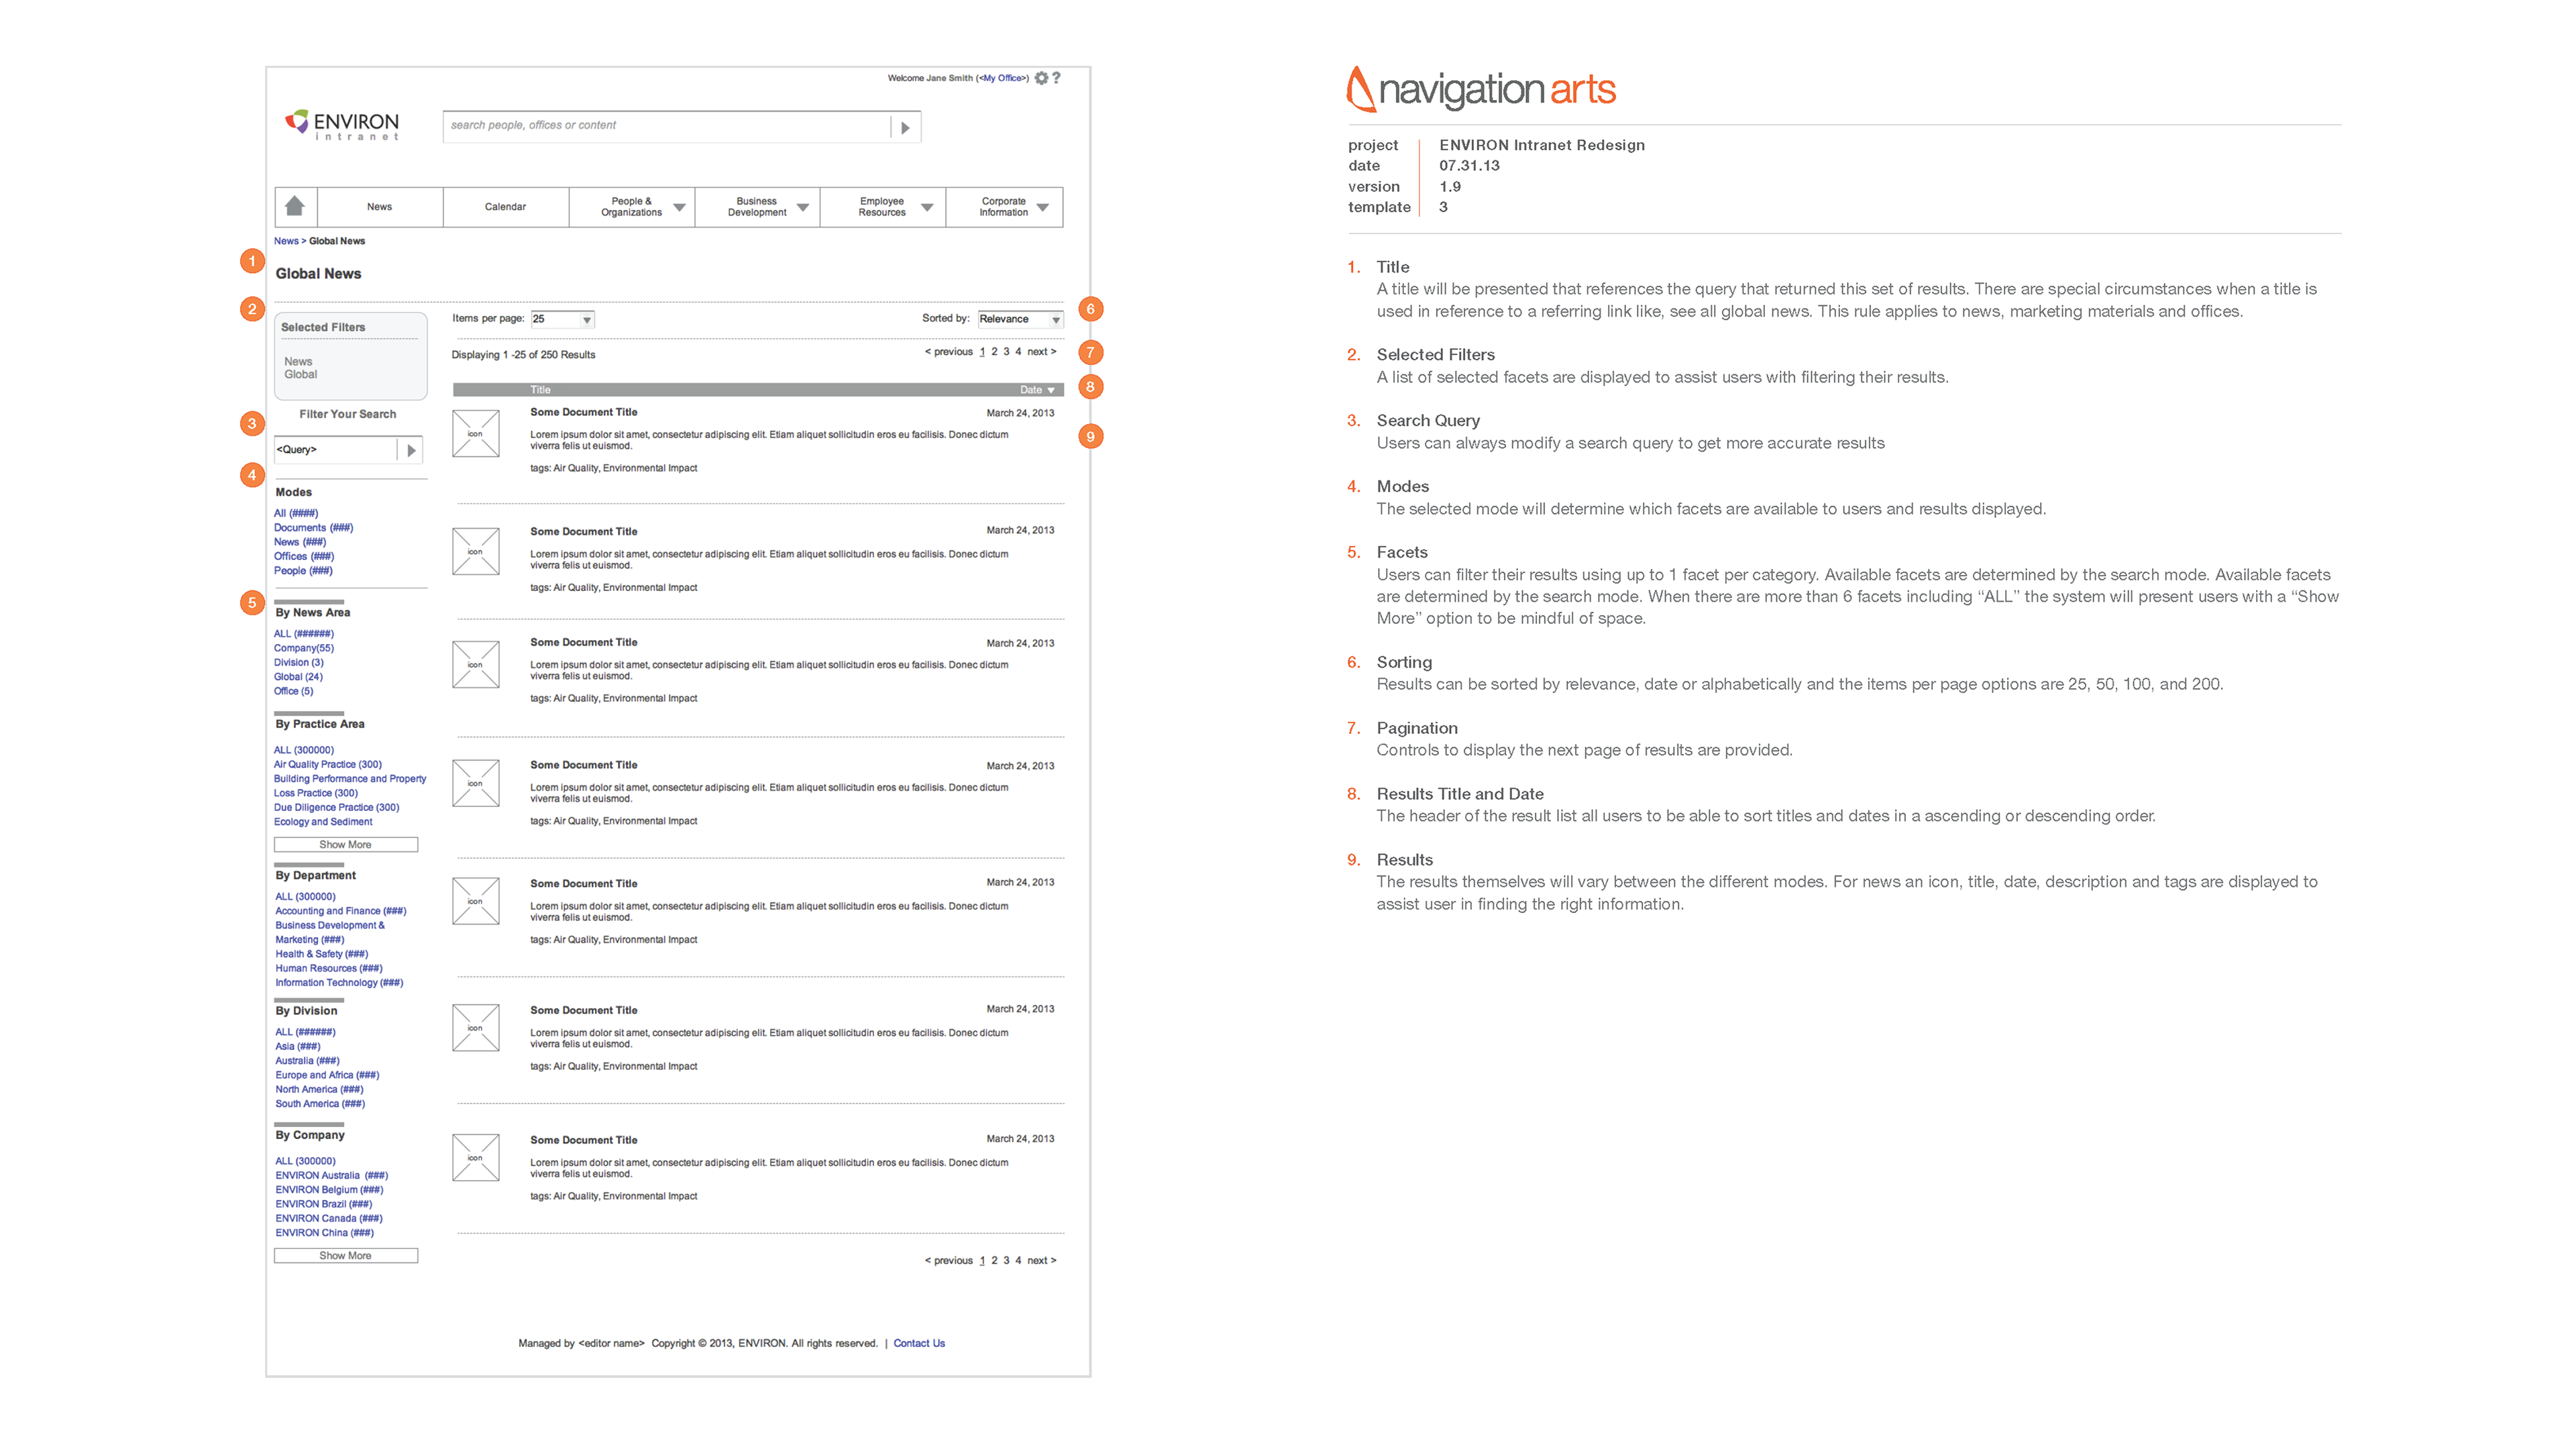 Welcome Jane Smith (<My Office>) ?
ENVIRON
intranet
search people, offices or content
News
Calendar
People &
Organizations
Business
Development
Employee
Resources
Corporate
Information
News > Global News
1
Global News
2
Selected Filters
News
Global
Filter Your Search
3
<Query>
4
Modes
All (####)
Documents (###)
News (###)
Offices (###)
People (###)
5
By News Area
ALL (######)
Company(55)
Division (3)
Global (24)
Office (5)
By Practice Area
ALL (300000)
Air Quality Practice (300)
Building Performance and Property
Loss Practice (300)
Due Diligence Practice (300)
Ecology and Sediment
Show More
By Department
ALL (300000)
Accounting and Finance (###)
Business Development &
Marketing (###)
Health & Safety (###)
Human Resources (###)
Information Technology (###)
By Division
ALL (######)
Asia (###)
Australia (###)
Europe and Africa (###)
North America (###)
South America (###)
By Company
ALL (300000)
ENVIRON Australia (###)
ENVIRON Belgium (###)
ENVIRON Brazil (###)
ENVIRON Canada (###)
ENVIRON China (###)
Show More
Items per page: 25
Sorted by: Relevance
6
Displaying 1 -25 of 250 Results
< previous 1 2 3 4 next >
7
Title
Date
8
icon
Some Document Title
March 24, 2013
Lorem ipsum dolor sit amet, consectetur adipiscing elit. Etiam aliquet sollicitudin eros eu facilisis. Donec dictum
viverra felis ut euismod.
9
tags: Air Quality, Environmental Impact
icon
Some Document Title
March 24, 2013
Lorem ipsum dolor sit amet, consectetur adipiscing elit. Etiam aliquet sollicitudin eros eu facilisis. Donec dictum
viverra felis ut euismod.
tags: Air Quality, Environmental Impact
icon
Some Document Title
March 24, 2013
Lorem ipsum dolor sit amet, consectetur adipiscing elit. Etiam aliquet sollicitudin eros eu facilisis. Donec dictum
viverra felis ut euismod.
tags: Air Quality, Environmental Impact
icon
Some Document Title
March 24, 2013
Lorem ipsum dolor sit amet, consectetur adipiscing elit. Etiam aliquet sollicitudin eros eu facilisis. Donec dictum
viverra felis ut euismod.
tags: Air Quality, Environmental Impact
icon
Some Document Title
March 24, 2013
Lorem ipsum dolor sit amet, consectetur adipiscing elit. Etiam aliquet sollicitudin eros eu facilisis. Donec dictum
viverra felis ut euismod.
tags: Air Quality, Environmental Impact
icon
Some Document Title
March 24, 2013
Lorem ipsum dolor sit amet, consectetur adipiscing elit. Etiam aliquet sollicitudin eros eu facilisis. Donec dictum
viverra felis ut euismod.
tags: Air Quality, Environmental Impact
icon
Some Document Title
March 24, 2013
Lorem ipsum dolor sit amet, consectetur adipiscing elit. Etiam aliquet sollicitudin eros eu facilisis. Donec dictum
viverra felis ut euismod.
tags: Air Quality, Environmental Impact
< previous 1 2 3 4 next >
Managed by <editor name> Copyright © 2013, ENVIRON. All rights reserved. | Contact Us
navigation arts
project ENVIRON Intranet Redesign
date 07.31.13
version 1.9
template 3
1. Title
A title will be presented that references the query that returned this set of results. There are special circumstances when a title is
used in reference to a referring link like, see all global news. This rule applies to news, marketing materials and offices.
2. Selected Filters
A list of selected facets are displayed to assist users with filtering their results.
3. Search Query
Users can always modify a search query to get more accurate results
4. Modes
The selected mode will determine which facets are available to users and results displayed.
5. Facets
Users can filter their results using up to 1 facet per category. Available facets are determined by the search mode. Available facets
are determined by the search mode. When there are more than 6 facets including “ALL” the system will present users with a “Show
More” option to be mindful of space.
6. Sorting
Results can be sorted by relevance, date or alphabetically and the items per page options are 25, 50, 100, and 200.
7. Pagination
Controls to display the next page of results are provided.
8. Results Title and Date
The header of the result list all users to be able to sort titles and dates in a ascending or descending order.
9. Results
The results themselves will vary between the different modes. For news an icon, title, date, description and tags are displayed to
assist user in finding the right information.